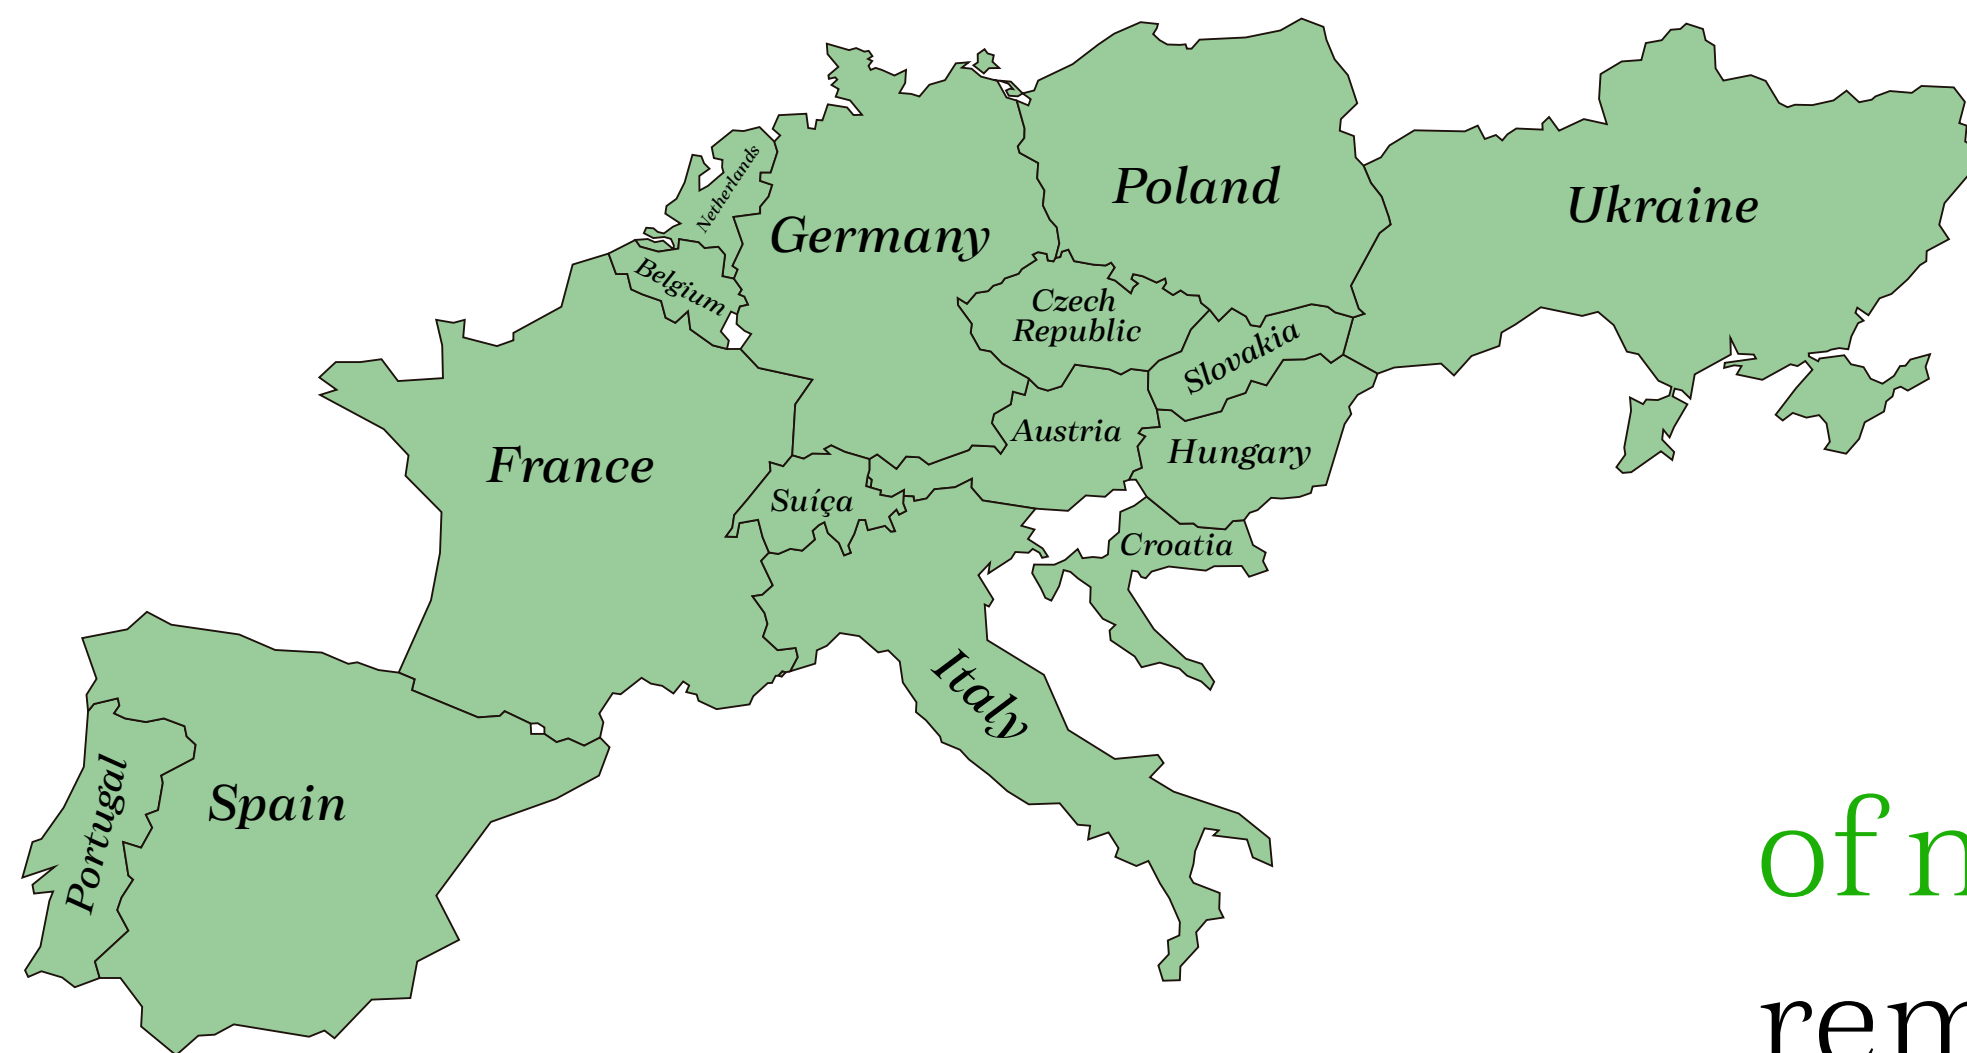 Netherlands
Poland
Ukraine
Germany
Belgium
Czech
Republic
Slovakia
Austria
Hungary
France
Suíça
Croatia
Italy
Portugal
Spain
of